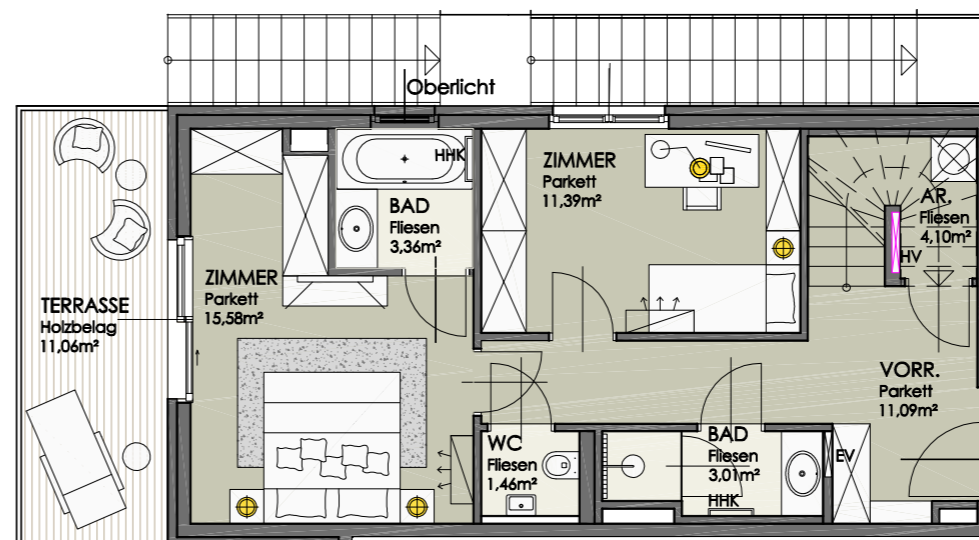 Oberlicht
HHK
ZIMMER
Parkett
11,39m²
BAD
Fliesen
3,36m²
AR.
Fliesen
4,10m²
HV
ZIMMER
Parkett
15,58m²
TERRASSE
Holzbelag
11,06m²
VORR.
Parkett
11,09m²
WC
Fliesen
1,46m²
BAD
Fliesen
3,01m²
HHK
EV